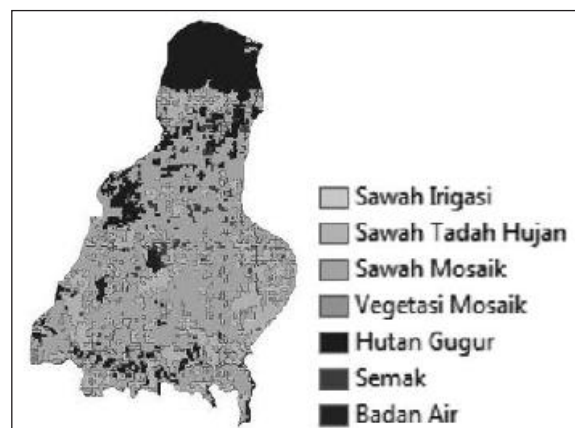 Sawah Irigasi
Sawah Tadah Hujan
Sawah Mosaik
Vegetasi Mosaik
Hutan Gugur
Semak
Badan Air